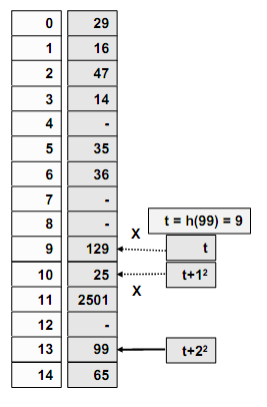 0 29
1 16
2 47
3 14
4 -
5 35
6 36
7 -
8 -
t = h(99) = 9
X
9 129 t
10 25 t+1²
X
11 2501
12 -
13 99 t+2²
14 65